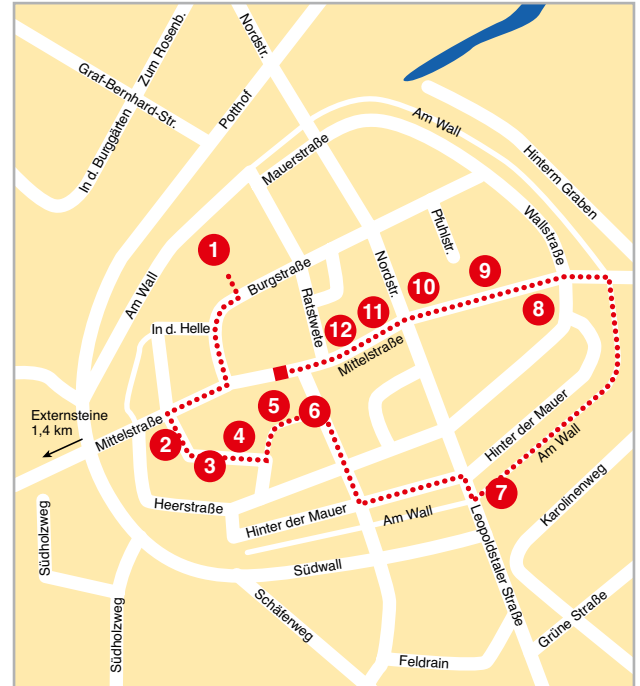 Zum Rosenb.
Nordstr.
Graf-Bernhard-Str.
Potthof
In d. Burggärten
Am Wall
Mauerstraße
Hinterm Graben
Pfuhlstr.
Wallstraße
1
Burgstraße
Nordstr.
9
10
Am Wall
Ratswete
11
8
In d. Helle
12
Mittelstraße
Externsteine
1,4 km
Mittelstraße
5
6
2
4
3
Hinter der Mauer
Am Wall
7
Karolinenweg
Heerstraße
Hinter der Mauer
Am Wall
Leopoldstaler Straße
Südholzweg
Südwall
Schäferweg
Grüne Straße
Südholzweg
Feldrain